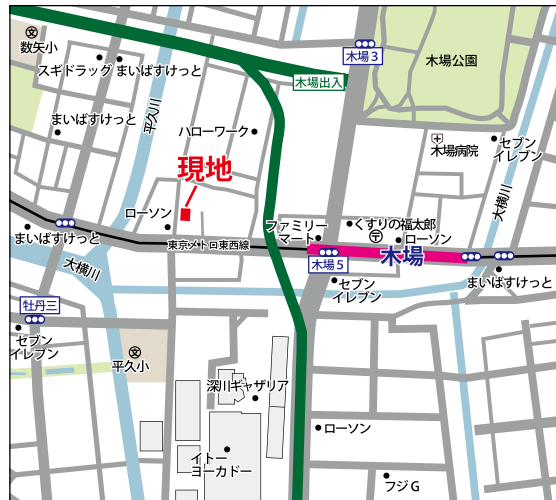 数矢小
スギドラッグ
まいばすけっと
木場3
木場公園
木場出入
まいばすけっと
平久川
ハローワーク
木場病院
セブン
イレブン
現地
大横川
ローソン
ファミリー
マート
くすりの福太郎
ローソン
まいばすけっと
東京メトロ東西線
木場
大横川
木場5
まいばすけっと
セブン
イレブン
牡丹三
セブン
イレブン
平久小
深川ギャザリア
ローソン
イトー
ヨーカドー
フジG